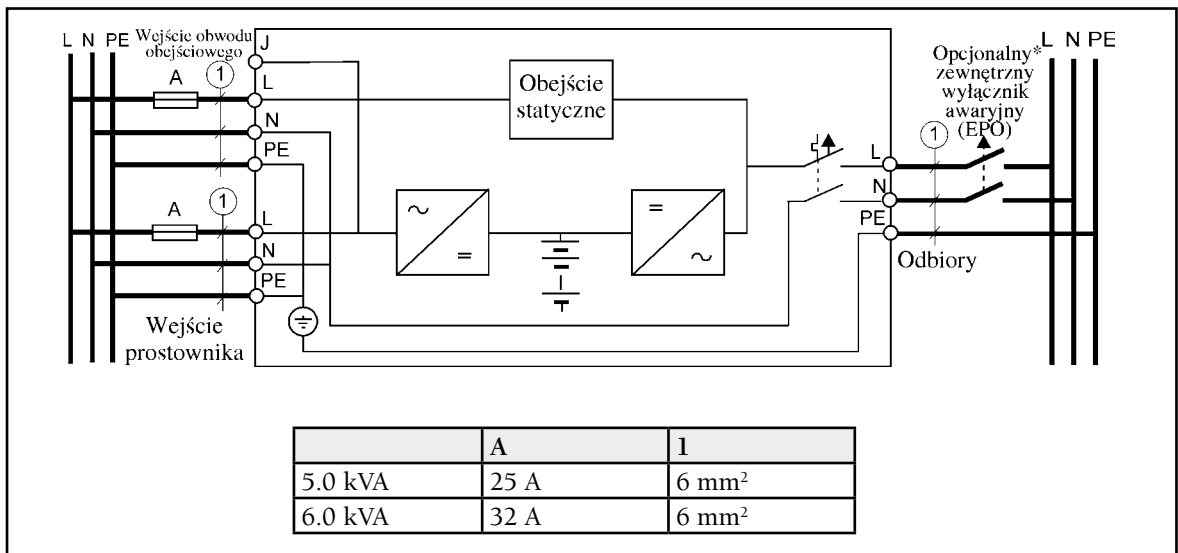 L N PE
Wejście obwodu
obejściowego
J
A
1
L
N
PE
Obejście
statyczne
Opcjonalny*
zewnętrzny
wyłącznik
awaryjny
(EPO)
L N PE
1
L
N
PE
Odbiory
A
1
L
N
PE
~
=
=
~
Wejście
prostownika
A 1
5.0 kVA 25 A 6 mm²
6.0 kVA 32 A 6 mm²